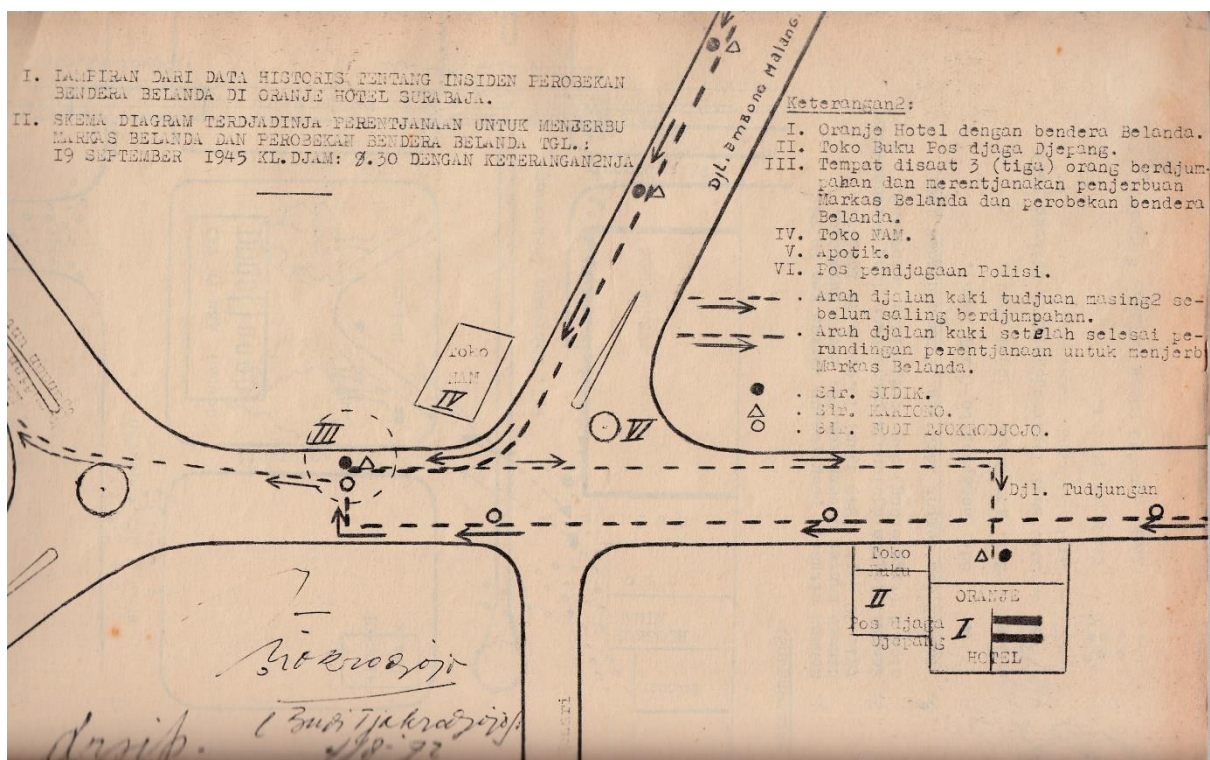 I. LAMPIRAN DARI DATA HISTORIS TENTANG INSIDEN PEROBEKAN
BENDERA BELANDA DI ORANJE HOTEL SURABAJA.
II. SKEMA DIAGRAM TERDJADINJA PERENTJANAAN UNTUK MENJERBU
MARKAS BELANDA DAN PEROBEKAN BENDERA BELANDA TGL.:
19 SEPTEMBER 1945 KL.DJAM: 9.30 DENGAN KETERANGAN2NJA
Djl. Embong Malang.
Keterangan2:
I. Oranje Hotel dengan bendera Belanda.
II. Toko Buku Pos djaga Djepang.
III. Tempat disaat 3 (tiga) orang berdjum-
pahan dan merentjanakan penjerbuan
Markas Belanda dan perobekan bendera
Belanda.
IV. Toko NAM.
V. Apotik.
VI. Pos pendjagaan Polisi.
. Arah djalan kaki tudjuan masing2 se-
belum saling berdjumpahan.
. Arah djalan kaki setelah selesai pe-
rundingan perentjanaan untuk menjerb
Markas Belanda.
. Sdr. SIDIK.
. Sdr. HARIONO.
. Sdr. BUDI TJOKRODJOJO.
Toko
NAM
IV
III
VI
Djl. Tudjungan
Toko
Buku
II
Pos djaga
Djepang
ORANJE
I
HOTEL
Tjokrodjojo
(Budi Tjokrodjojo)
Arsip.